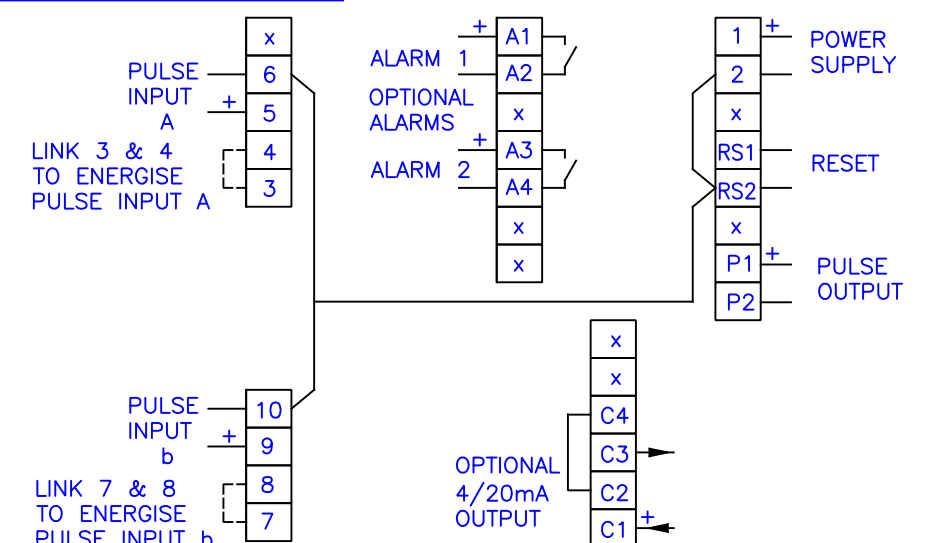 x
6
5
4
3
PULSE
INPUT
A
+
LINK 3 & 4
TO ENERGISE
PULSE INPUT A
+
ALARM 1
OPTIONAL
ALARMS
+
ALARM 2
A1
A2
x
A3
A4
x
x
1
2
x
RS1
RS2
x
P1
P2
+
POWER
SUPPLY
RESET
+
PULSE
OUTPUT
PULSE
INPUT
b
+
10
9
8
7
LINK 7 & 8
TO ENERGISE
PULSE INPUT b
OPTIONAL
4/20mA
OUTPUT
x
x
C4
C3
C2
C1
+